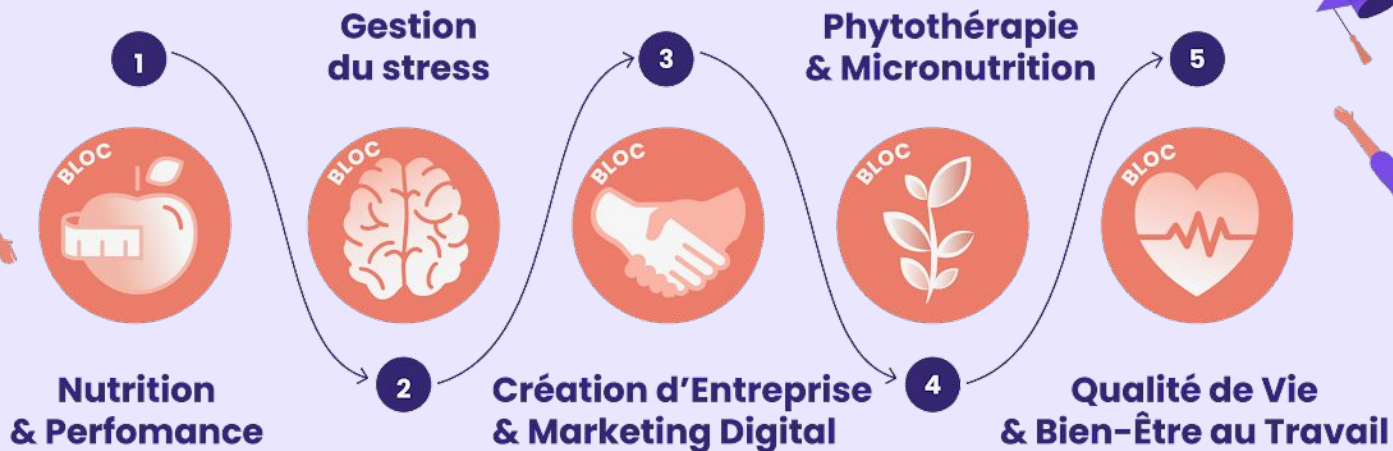 1
BLOC
Nutrition
& Perfomance
Gestion
du stress
BLOC
2
3
BLOC
Création d'Entreprise
& Marketing Digital
Phytothérapie
& Micronutrition
BLOC
4
5
BLOC
Qualité de Vie
& Bien-Être au Travail